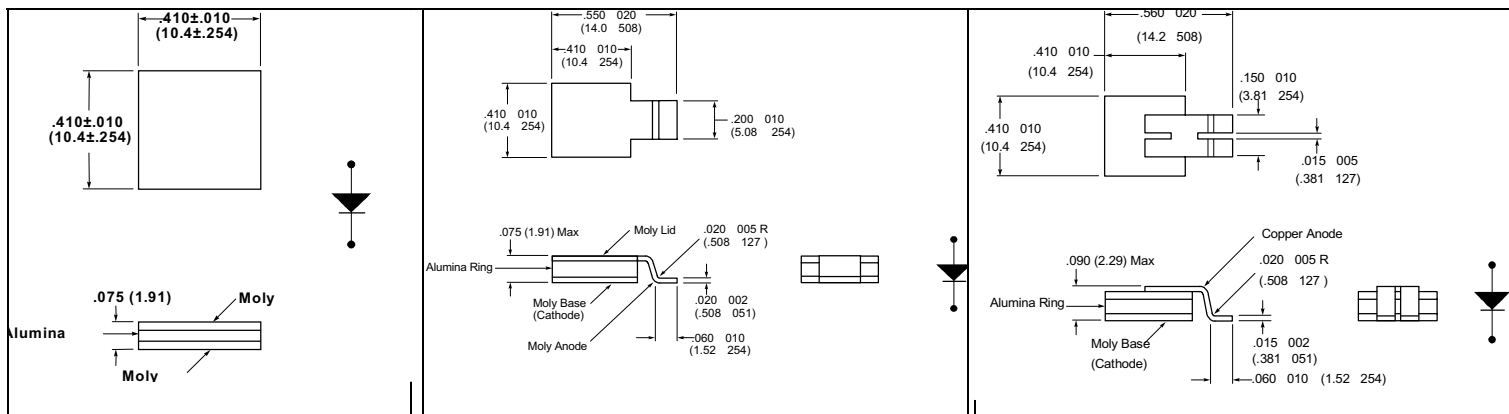 .410±.010
(10.4±.254)
.410±.010
(10.4±.254)
.075 (1.91)
Moly
Alumina
Moly
.550 020
(14.0 508)
.410 010
(10.4 254)
.410 010
(10.4 254)
.200 010
(5.08 254)
.075 (1.91) Max
Moly Lid
.020 005 R
(.508 127 )
Alumina Ring
Moly Base
(Cathode)
.020 002
(.508 051)
Moly Anode
.060 010
(1.52 254)
.560 020
(14.2 508)
.410 010
(10.4 254)
.150 010
(3.81 254)
.410 010
(10.4 254)
.015 005
(.381 127)
Copper Anode
.090 (2.29) Max
.020 005 R
(.508 127 )
Alumina Ring
Moly Base
(Cathode)
.015 002
(.381 051)
.060 010 (1.52 254)